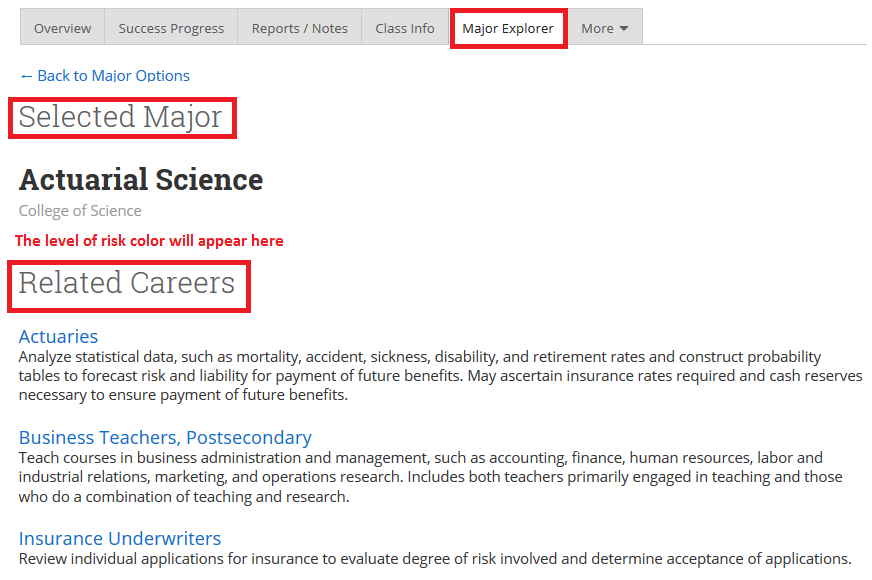 Overview Success Progress Reports / Notes Class Info Major Explorer More
← Back to Major Options
Selected Major
Actuarial Science
College of Science
The level of risk color will appear here
Related Careers
Actuaries
Analyze statistical data, such as mortality, accident, sickness, disability, and retirement rates and construct probability
tables to forecast risk and liability for payment of future benefits. May ascertain insurance rates required and cash reserves
necessary to ensure payment of future benefits.
Business Teachers, Postsecondary
Teach courses in business administration and management, such as accounting, finance, human resources, labor and
industrial relations, marketing, and operations research. Includes both teachers primarily engaged in teaching and those
who do a combination of teaching and research.
Insurance Underwriters
Review individual applications for insurance to evaluate degree of risk involved and determine acceptance of applications.